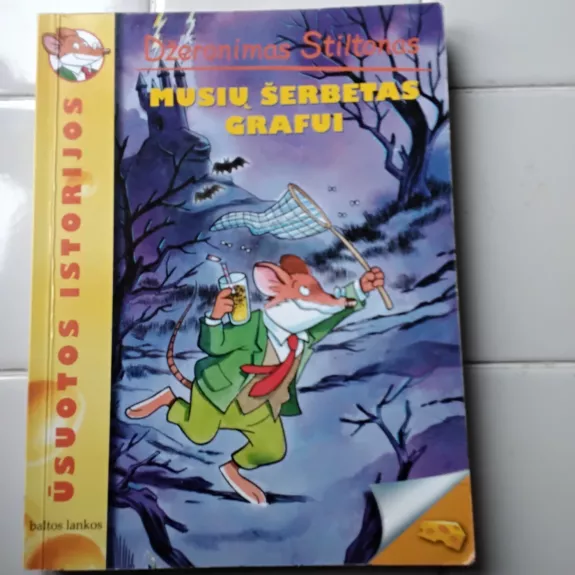 Džeronimas Stiltonas
MUSIŲ ŠERBETAS
GRAFUI
ŪSUOTOS ISTORIJOS
baltos lankos